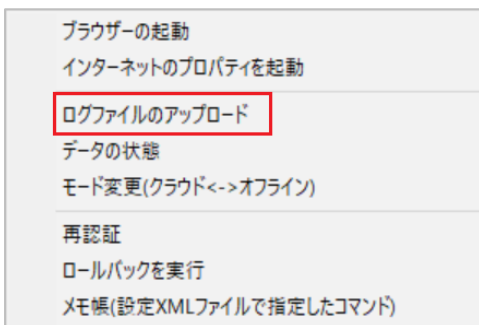 ブラウザーの起動
インターネットのプロパティを起動
ログファイルのアップロード
データの状態
モード変更(クラウド<->オフライン)
再認証
ロールバックを実行
メモ帳(設定XMLファイルで指定したコマンド)